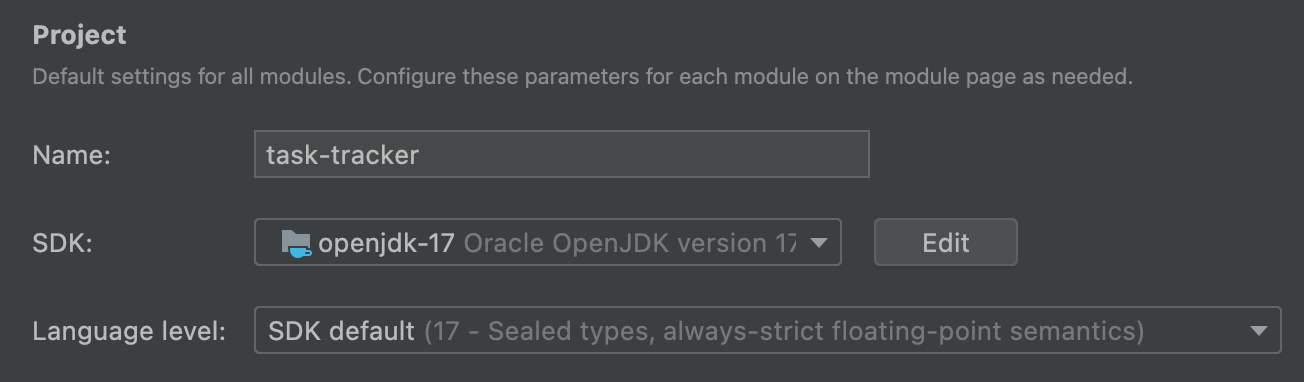 Project
Default settings for all modules. Configure these parameters for each module on the module page as needed.
Name: task-tracker
SDK: openjdk-17 Oracle OpenJDK version 17 Edit
Language level: SDK default (17 - Sealed types, always-strict floating-point semantics)